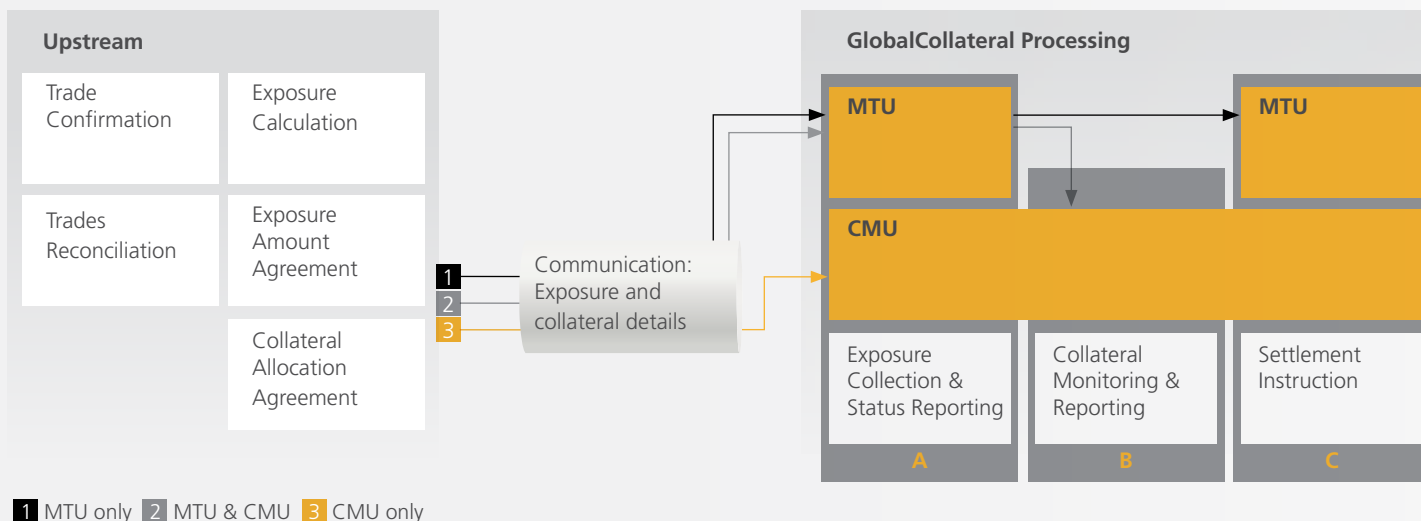 Upstream
Trade
Confirmation
Exposure
Calculation
Trades
Reconciliation
Exposure
Amount
Agreement
Collateral
Allocation
Agreement
1
2
3
Communication:
Exposure and
collateral details
GlobalCollateral Processing
MTU
MTU
CMU
Exposure
Collection &
Status Reporting
Collateral
Monitoring &
Reporting
Settlement
Instruction
A
B
C
1 MTU only 2 MTU & CMU 3 CMU only